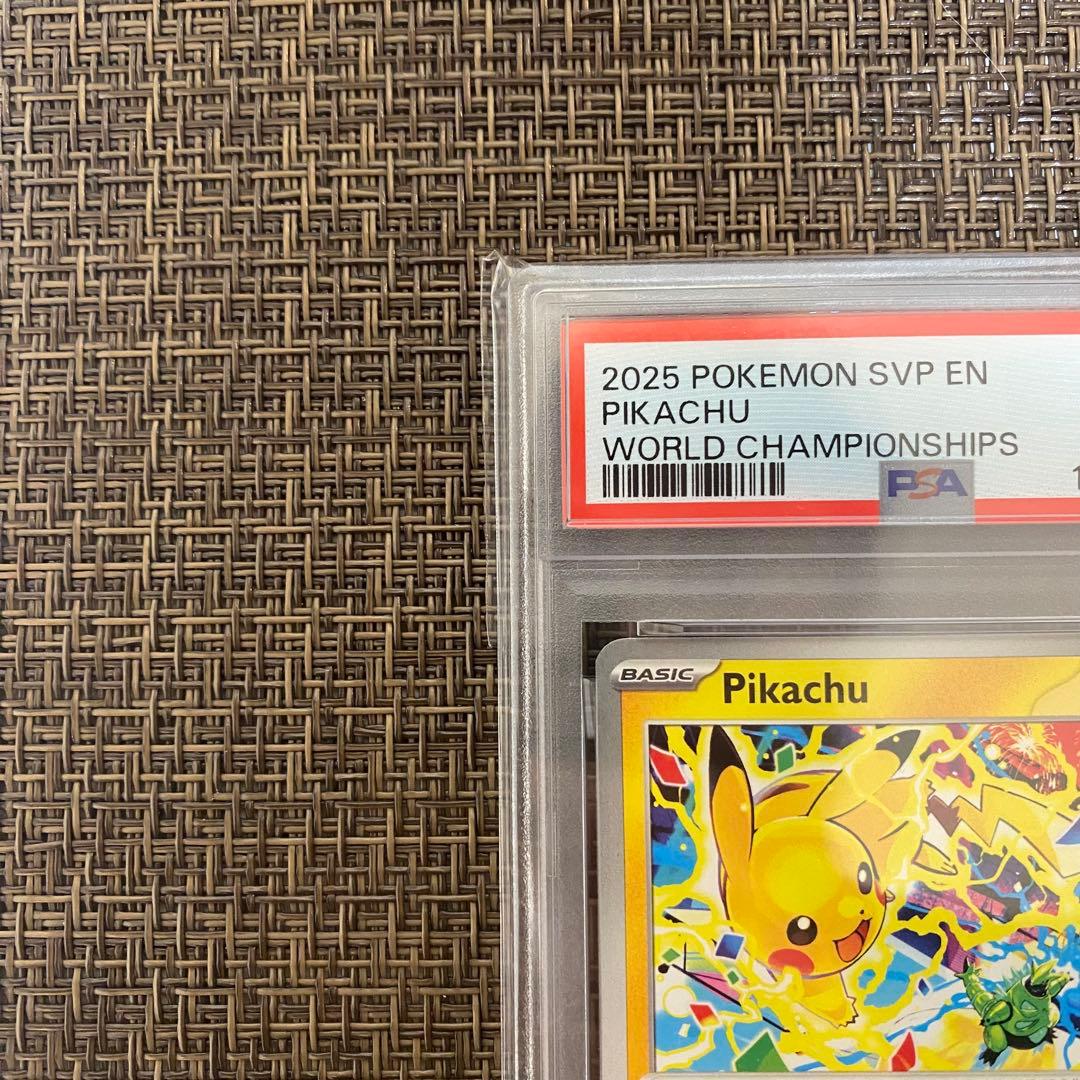 2025 POKEMON SVP EN
PIKACHU
WORLD CHAMPIONSHIPS
PSA
BASIC Pikachu